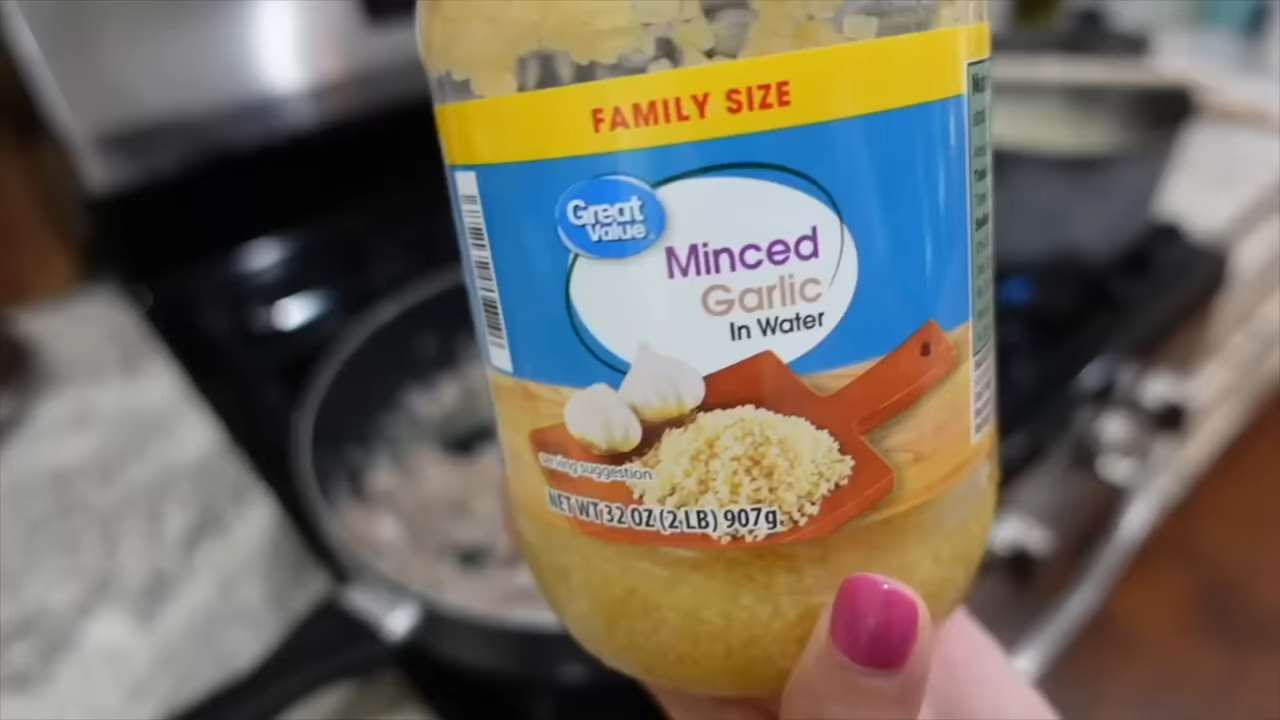 FAMILY SIZE
Great
Value
Minced
Garlic
In Water
serving suggestion
NET WT 32 OZ (2 LB) 907g